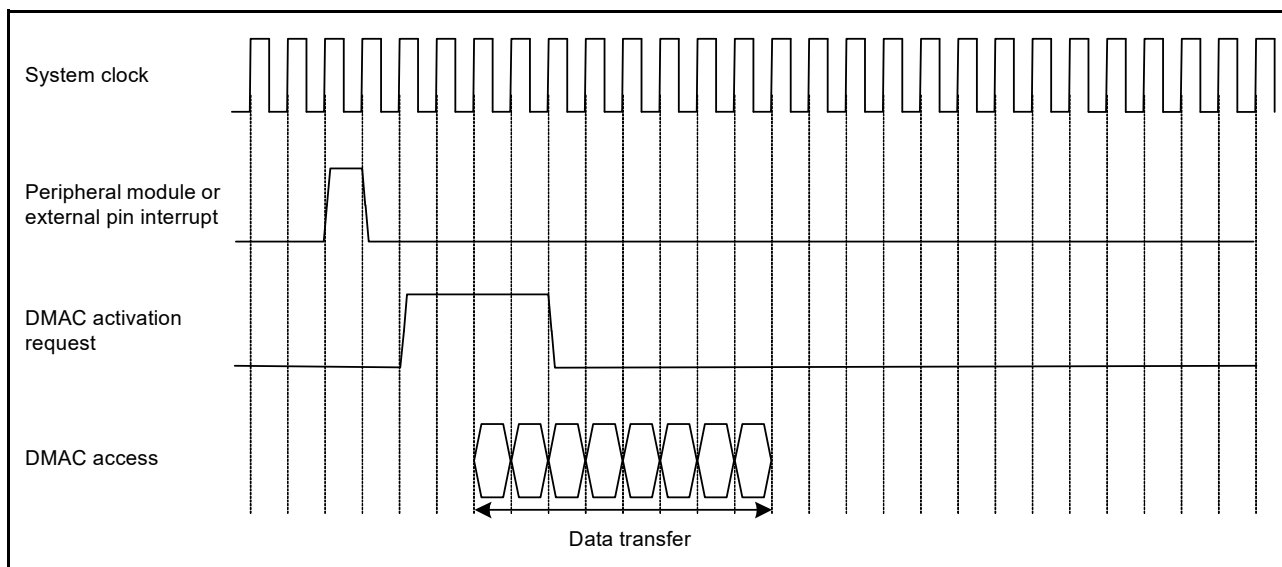 System clock
Peripheral module or
external pin interrupt
DMAC activation
request
DMAC access
Data transfer